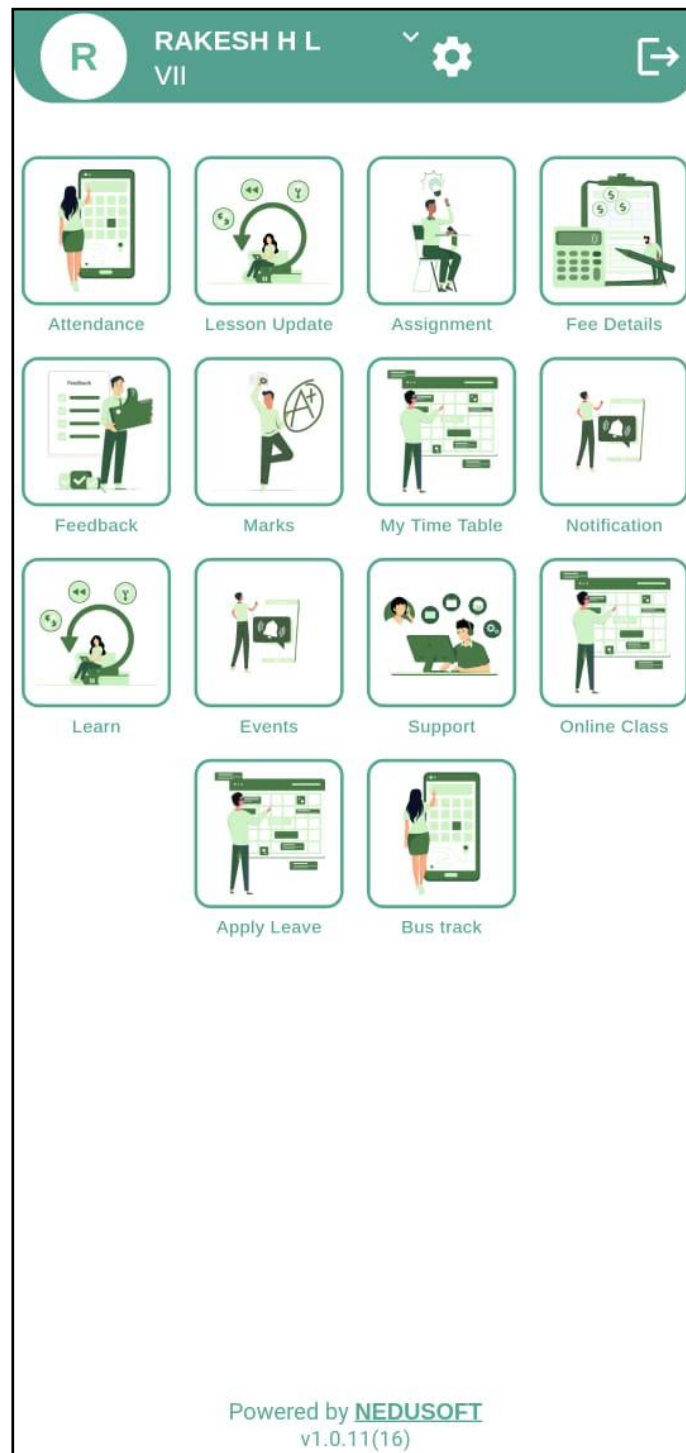 R
RAKESH H L
VII
Attendance
Lesson Update
Assignment
Fee Details
Feedback
Feedback
A+
Marks
My Time Table
Notification
Learn
Events
Support
Online Class
Apply Leave
Bus track
Powered by NEDUSOFT
v1.0.11(16)